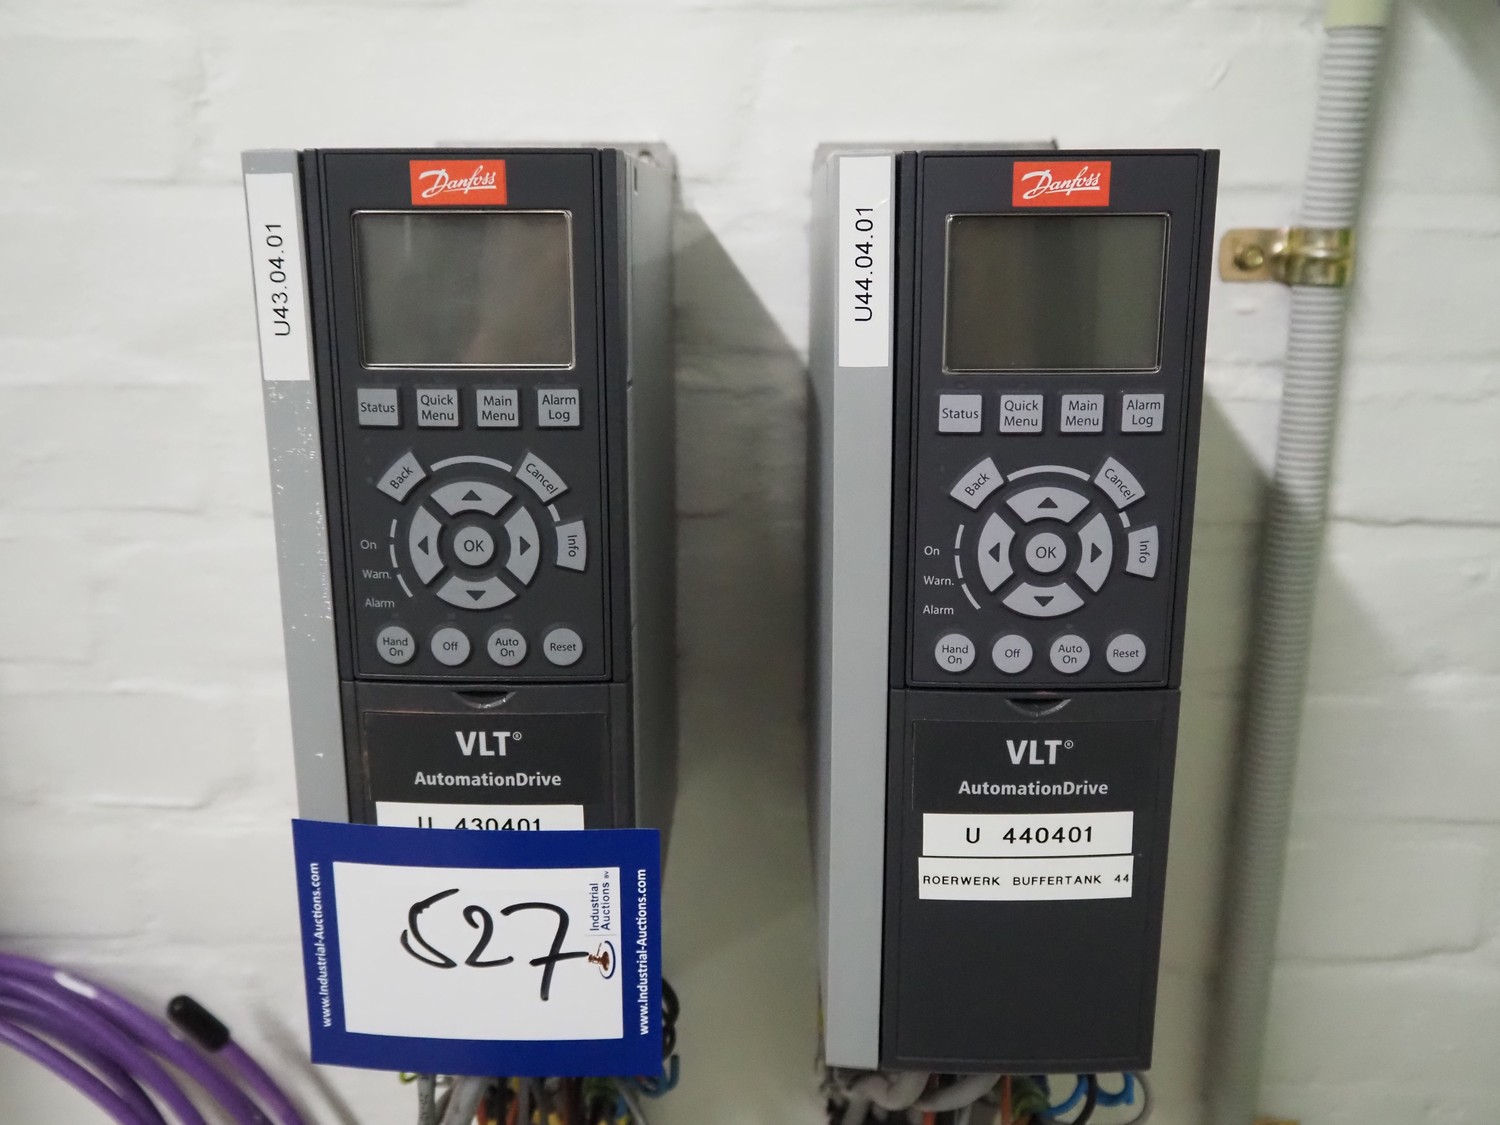 U43.04.01
Danfoss
Status
Quick Menu
Main Menu
Alarm Log
Back
Cancel
Info
OK
On
Warn.
Alarm
Hand On
Off
Auto On
Reset
VLT®
AutomationDrive
U 430401
www.Industrial-Auctions.com
527
Industrial Auctions BV
www.Industrial-Auctions.com
U44.04.01
Danfoss
Status
Quick Menu
Main Menu
Alarm Log
Back
Cancel
Info
OK
On
Warn.
Alarm
Hand On
Off
Auto On
Reset
VLT®
AutomationDrive
U 440401
ROERWERK BUFFERTANK 44